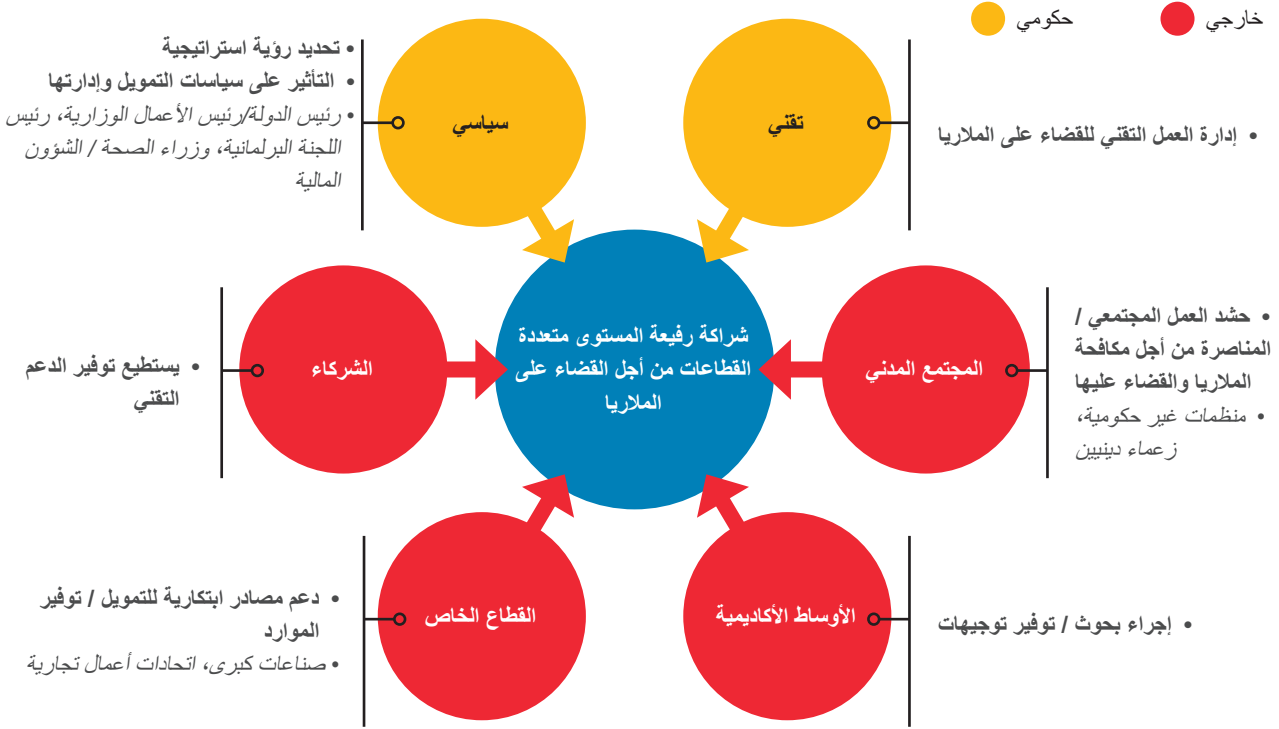 خارجي
حكومي
تقني
• إدارة العمل التقني للقضاء على الملاريا
سياسي
• تحديد رؤية استراتيجية
• التأثير على سياسات التمويل وإدارتها
• رئيس الدولة/رئيس الأعمال الوزارية، رئيس
اللجنة البرلمانية، وزراء الصحة / الشؤون
المالية
شراكة رفيعة المستوى متعددة
القطاعات من أجل القضاء على
الملاريا
المجتمع المدني
• حشد العمل المجتمعي /
المناصرة من أجل مكافحة
الملاريا والقضاء عليها
• منظمات غير حكومية،
زعماء دينيين
الشركاء
• يستطيع توفير الدعم
التقني
الأوساط الأكاديمية
• إجراء بحوث / توفير توجيهات
القطاع الخاص
• دعم مصادر ابتكارية للتمويل / توفير
الموارد
• صناعات كبرى، اتحادات أعمال تجارية